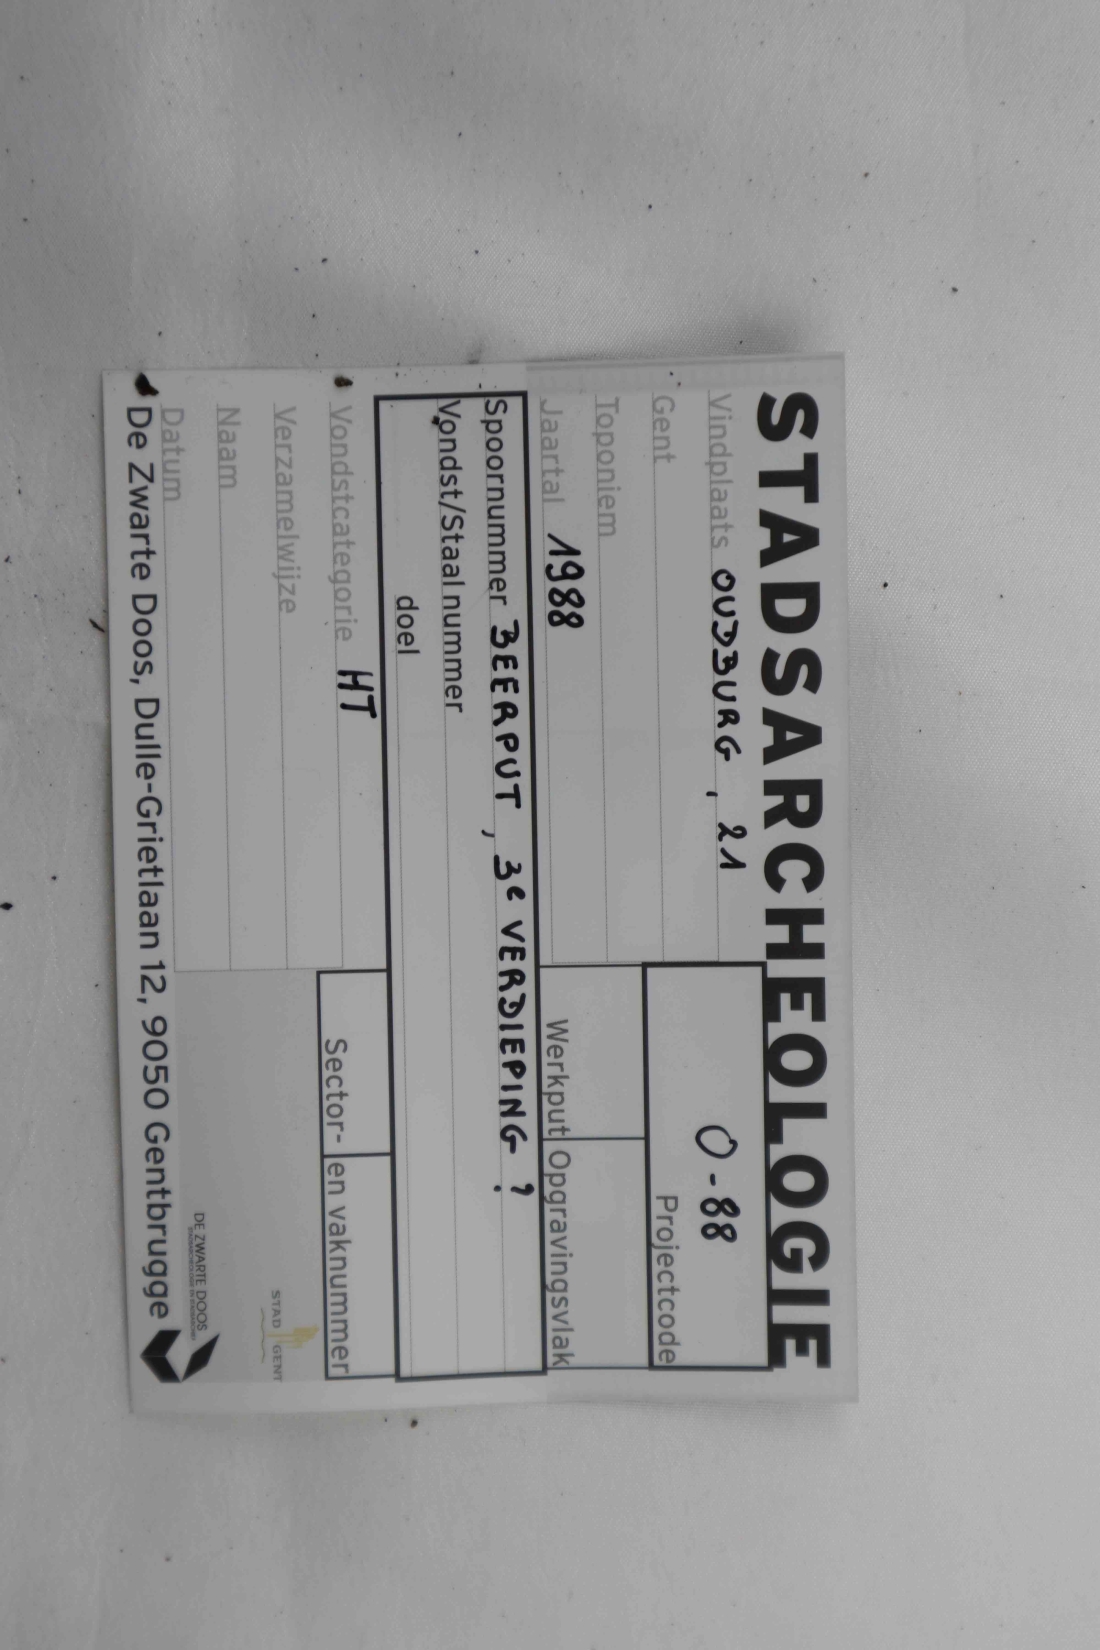 STADSARCHEOLOGIE
Vindplaats OUDBURG, 21
Gent
Toponiem
Jaartal 1988
O-88
Projectcode
Werkput Opgravingsvlak
Spoornummer BEERPUT, 3e VERDIEPING?
Vondst/Staalnummer
doel
Vondstcategorie HT
Verzamelwijze
Naam
Datum
Sector- en vaknummer
STAD GENT
DE ZWARTE DOOS
De Zwarte Doos, Dulle-Grietlaan 12, 9050 Gentbrugge